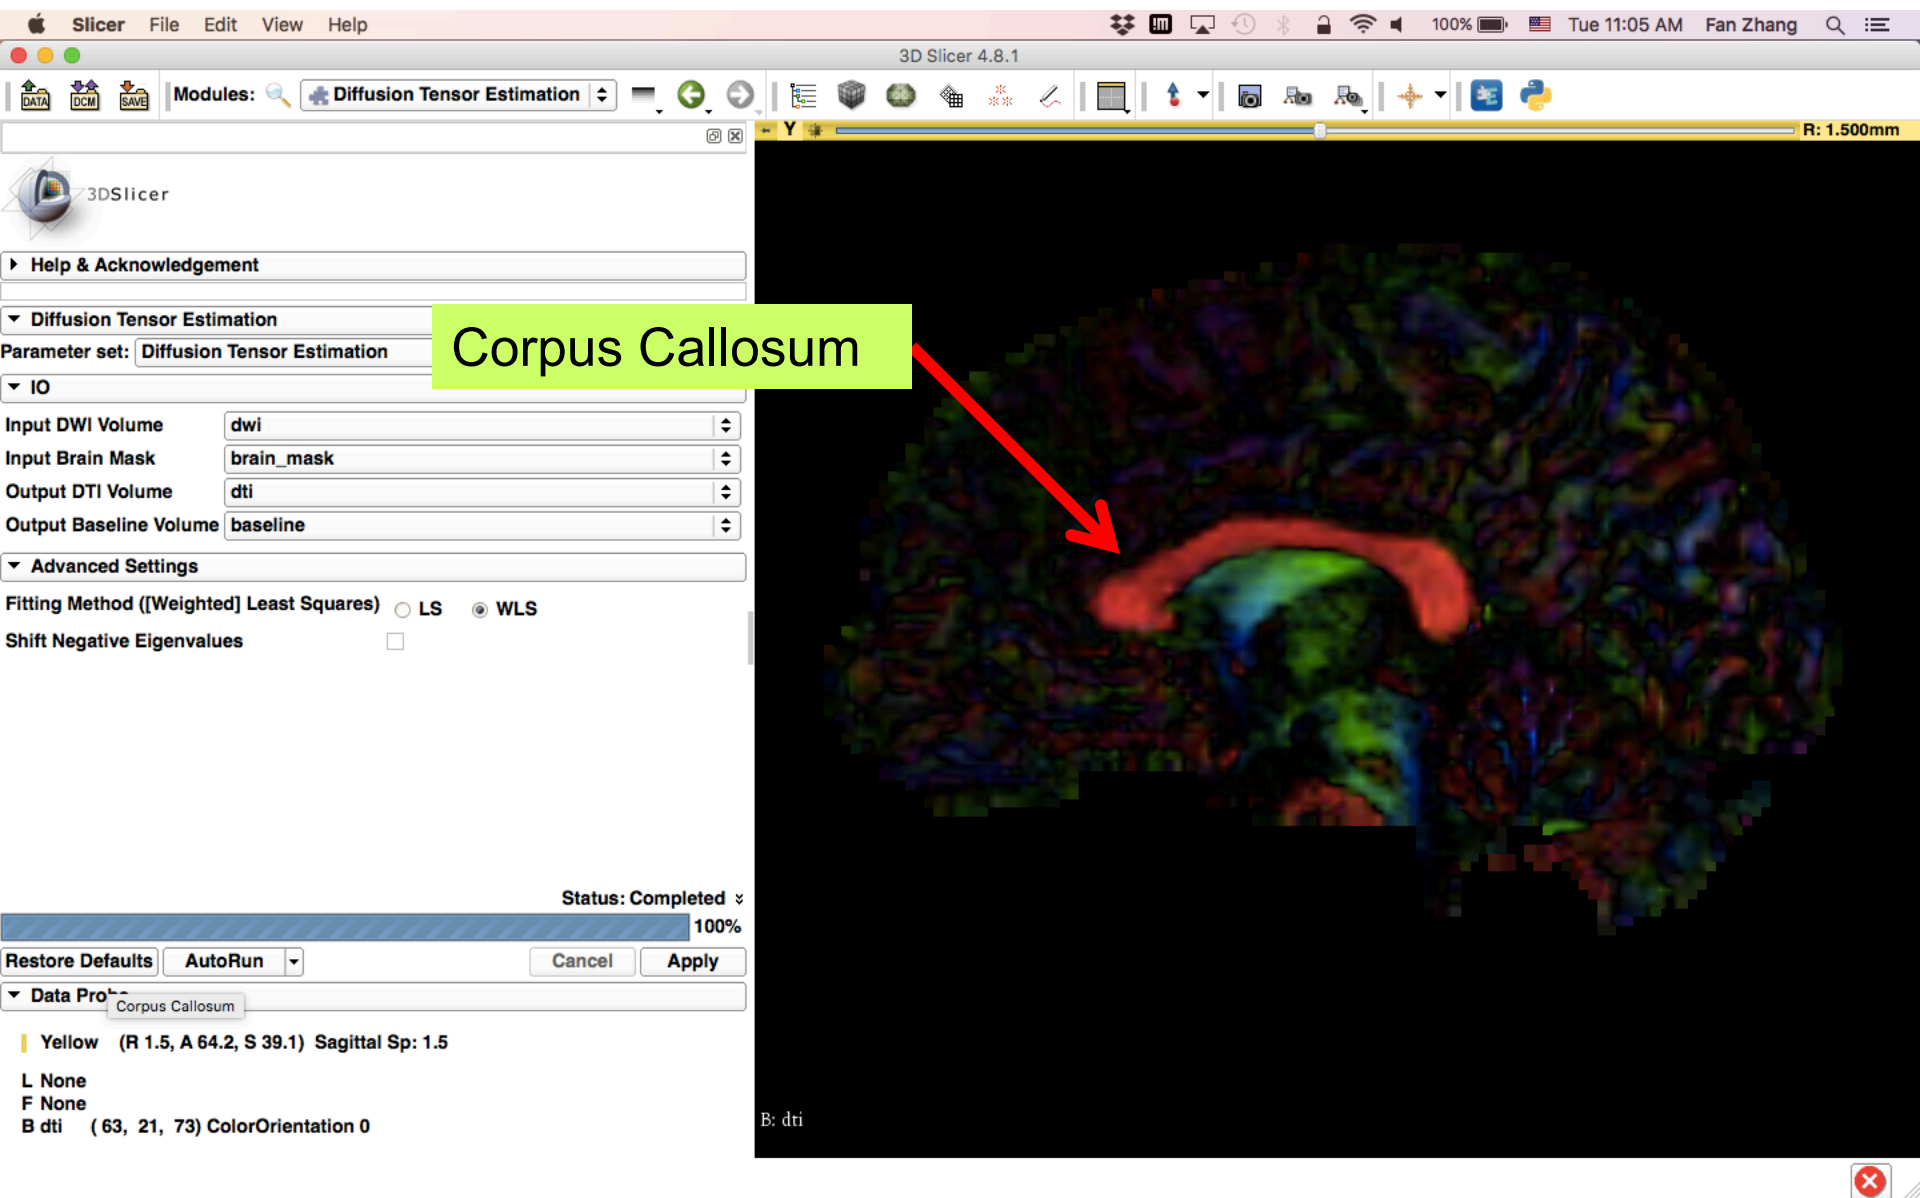 Slicer File Edit View Help 100% Tue 11:05 AM Fan Zhang
3D Slicer 4.8.1
DATA DCM SAVE Modules: Diffusion Tensor Estimation
Y R: 1.500mm
3DSlicer
Help & Acknowledgement
Diffusion Tensor Estimation
Parameter set: Diffusion Tensor Estimation
Corpus Callosum
IO
Input DWI Volume dwi
Input Brain Mask brain_mask
Output DTI Volume dti
Output Baseline Volume baseline
Advanced Settings
Fitting Method ([Weighted] Least Squares) LS WLS
Shift Negative Eigenvalues
Status: Completed
100%
Restore Defaults AutoRun Cancel Apply
Data Probe
Corpus Callosum
Yellow (R 1.5, A 64.2, S 39.1) Sagittal Sp: 1.5
L None
F None
B dti ( 63, 21, 73) ColorOrientation 0
B: dti